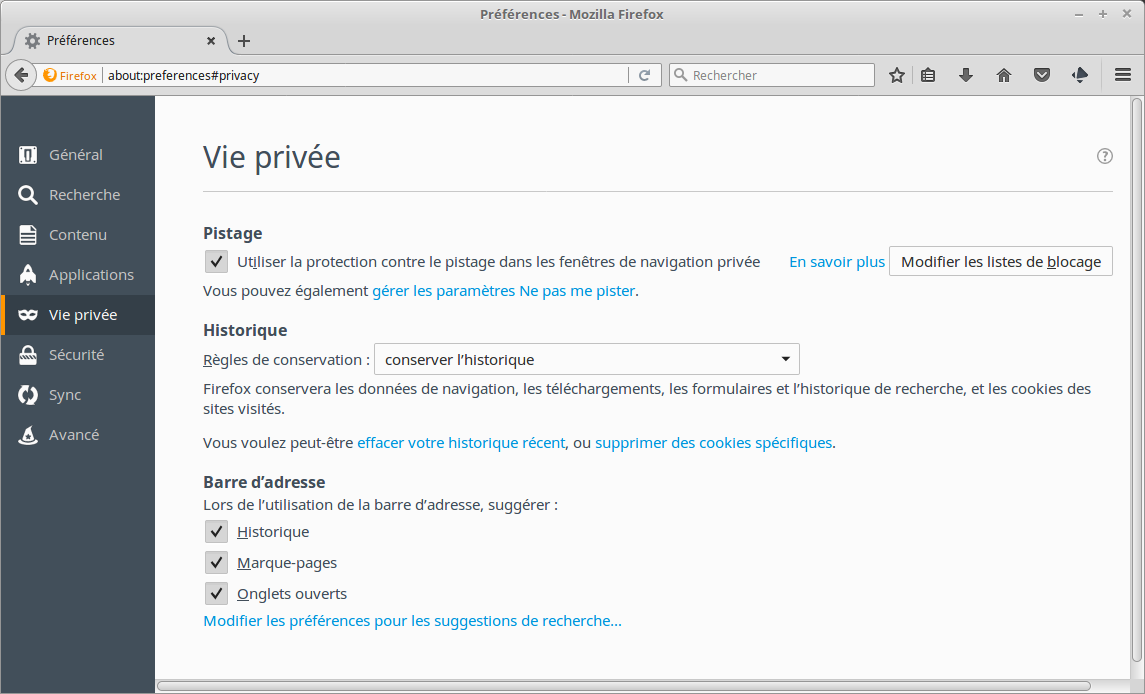 Préférences - Mozilla Firefox
Préférences
Firefox about:preferences#privacy Rechercher
Général
Recherche
Contenu
Applications
Vie privée
Sécurité
Sync
Avancé
Vie privée
Pistage
Utiliser la protection contre le pistage dans les fenêtres de navigation privée En savoir plus Modifier les listes de blocage
Vous pouvez également gérer les paramètres Ne pas me pister.
Historique
Règles de conservation : conserver l’historique
Firefox conservera les données de navigation, les téléchargements, les formulaires et l’historique de recherche, et les cookies des
sites visités.
Vous voulez peut-être effacer votre historique récent, ou supprimer des cookies spécifiques.
Barre d’adresse
Lors de l’utilisation de la barre d’adresse, suggérer :
Historique
Marque-pages
Onglets ouverts
Modifier les préférences pour les suggestions de recherche…